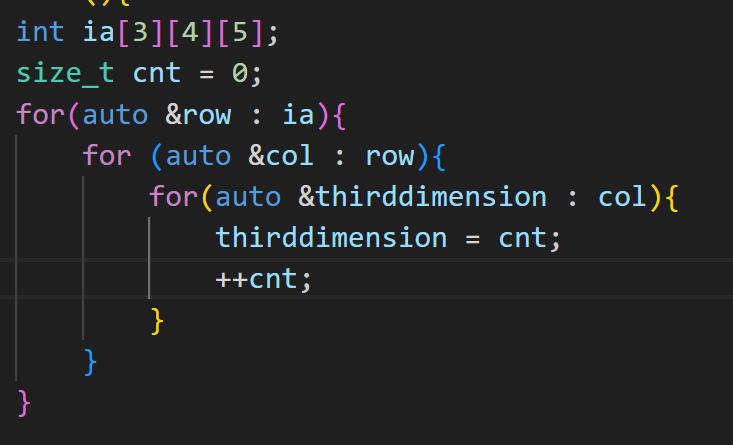 (){
int ia[3][4][5];
size_t cnt = 0;
for(auto &row : ia){
for (auto &col : row){
for(auto &thirddimension : col){
thirddimension = cnt;
++cnt;
}
}
}